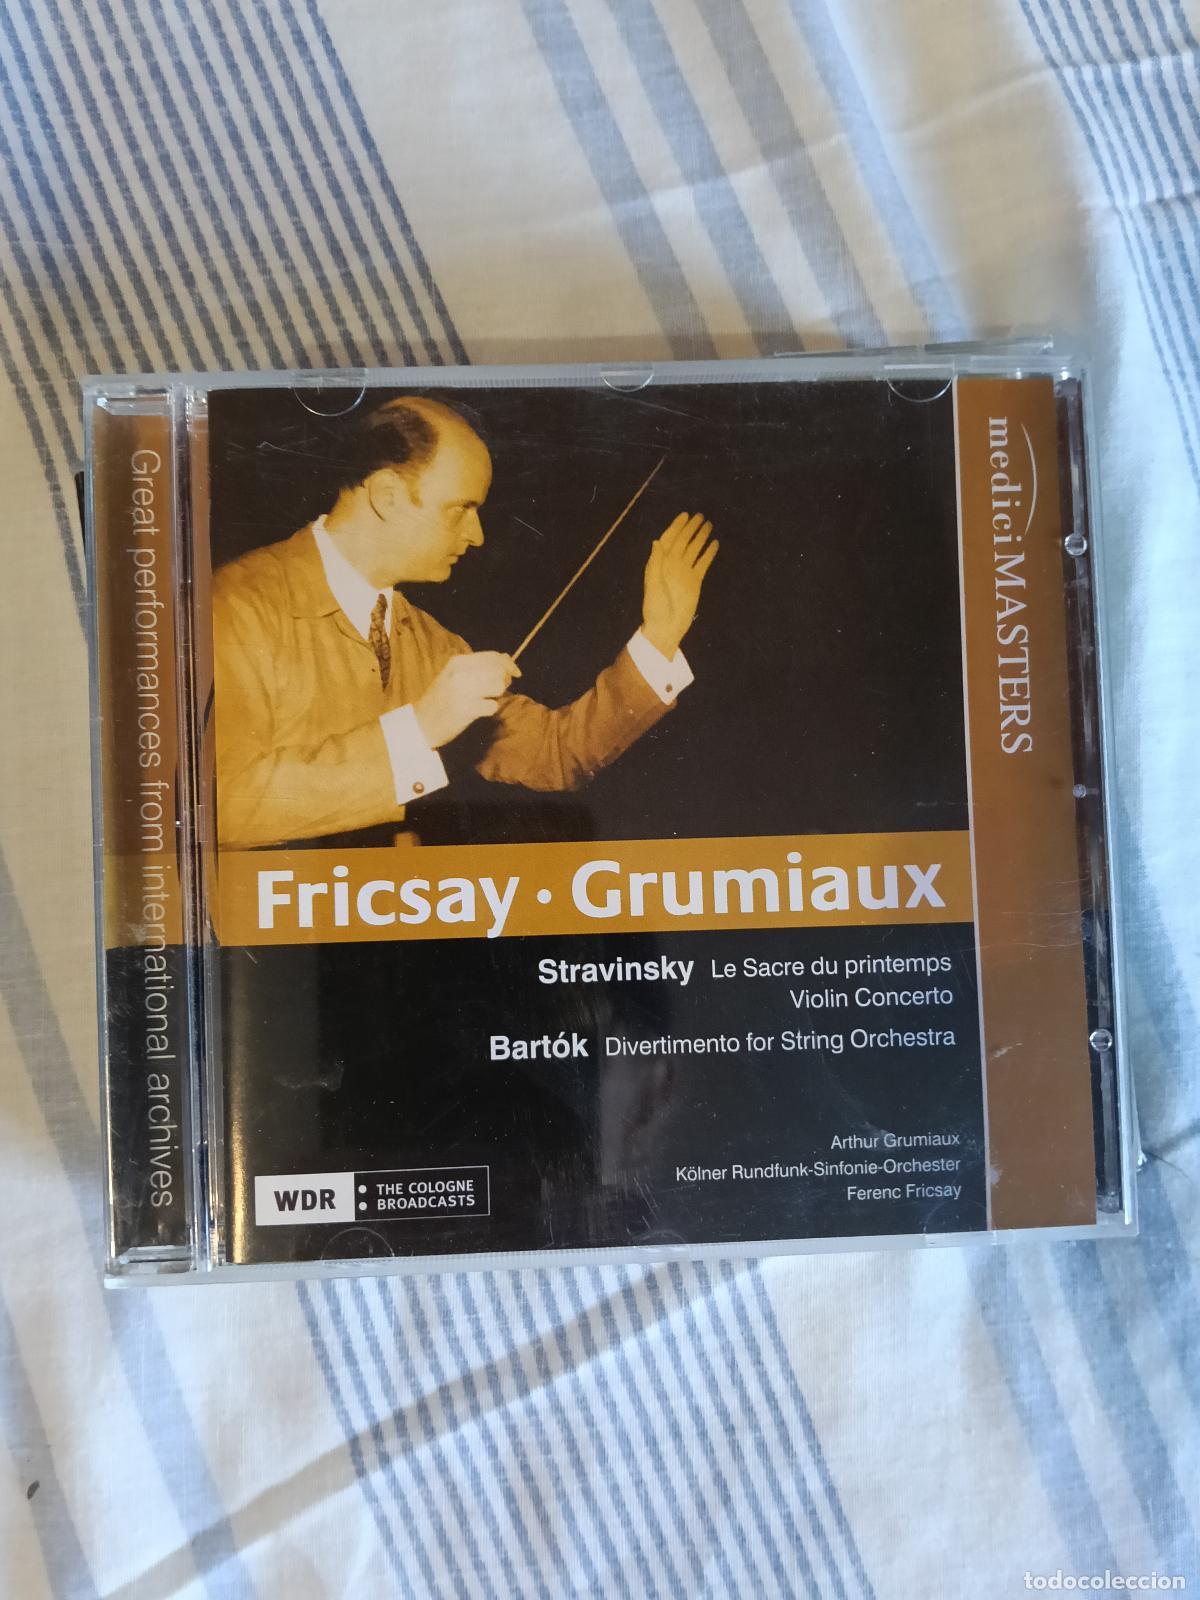 Great performances from international archives
mediciMASTERS
Fricsay · Grumiaux
Stravinsky Le Sacre du printemps
Violin Concerto
Bartók Divertimento for String Orchestra
Arthur Grumiaux
Kölner Rundfunk-Sinfonie-Orchester
Ferenc Fricsay
WDR : THE COLOGNE
BROADCASTS
todocoleccion